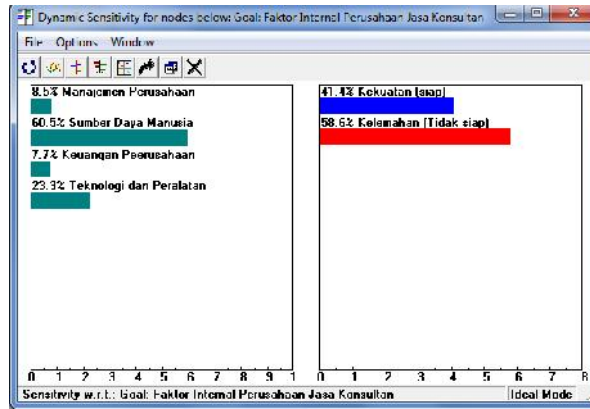 Dynamic Sensitivity for nodes below: Goal: Faktor Internal Perusahaan Jasa Konsultan
File Options Window
8.5% Manajemen Perusahaan
60.5% Sumber Daya Manusia
7.7% Keuangan Peerusahaan
23.3% Teknologi dan Peralatan
41.4% Kekuatan (siap)
58.6% Kelemahan (Tidak siap)
0 .1 .2 .3 .4 .5 .6 .7 .8 .9 1
0 .1 .2 .3 .4 .5 .6 .7 .8
Sensitivity w.r.t.: Goal: Faktor Internal Perusahaan Jasa Konsultan
Ideal Mode